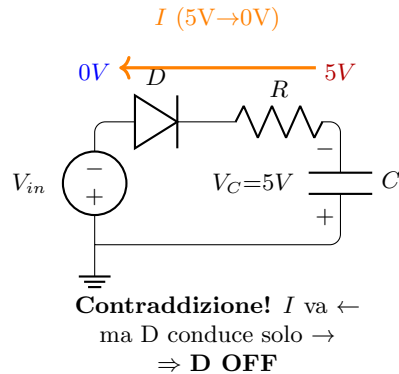 I (5V→0V)
0V
5V
D
R
−
−
V_in
V_C=5V
C
+
+
Contraddizione! I va ←
ma D conduce solo →
⇒ D OFF